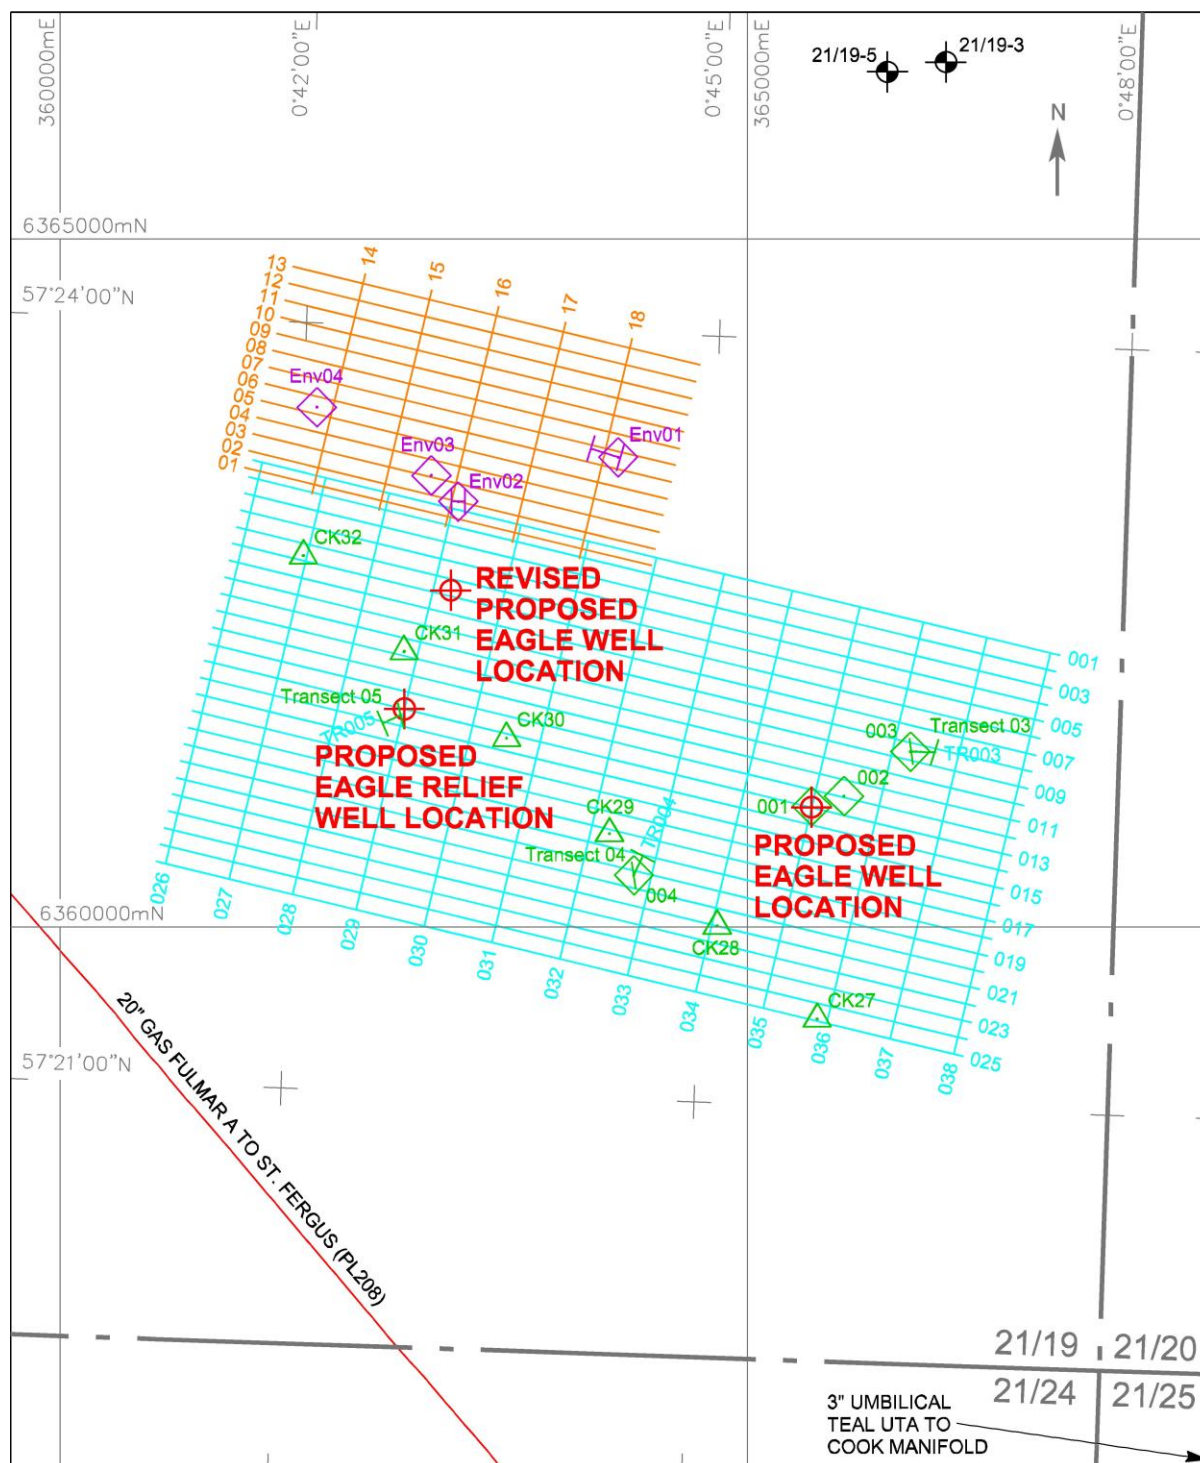 360000mE
0°42'00"E
0°45'00"E
365000mE
0°48'00"E
21/19-5
21/19-3
N
6365000mN
57°24'00"N
13
12
11
10
09
08
07
06
05
04
03
02
01
14
15
16
17
18
Env04
Env03
Env02
Env01
CK32
REVISED
PROPOSED
EAGLE WELL
LOCATION
CK31
Transect 05
TR005
CK30
PROPOSED
EAGLE RELIEF
WELL LOCATION
003
Transect 03
TR003
002
001
PROPOSED
EAGLE WELL
LOCATION
CK29
TR004
Transect 04
004
CK28
CK27
001
003
005
007
009
011
013
015
017
019
021
023
025
026
027
028
029
030
031
032
033
034
035
036
037
038
6360000mN
57°21'00"N
20" GAS FULMAR A TO ST. FERGUS (PL208)
21/19
21/20
21/24
21/25
3" UMBILICAL
TEAL UTA TO
COOK MANIFOLD